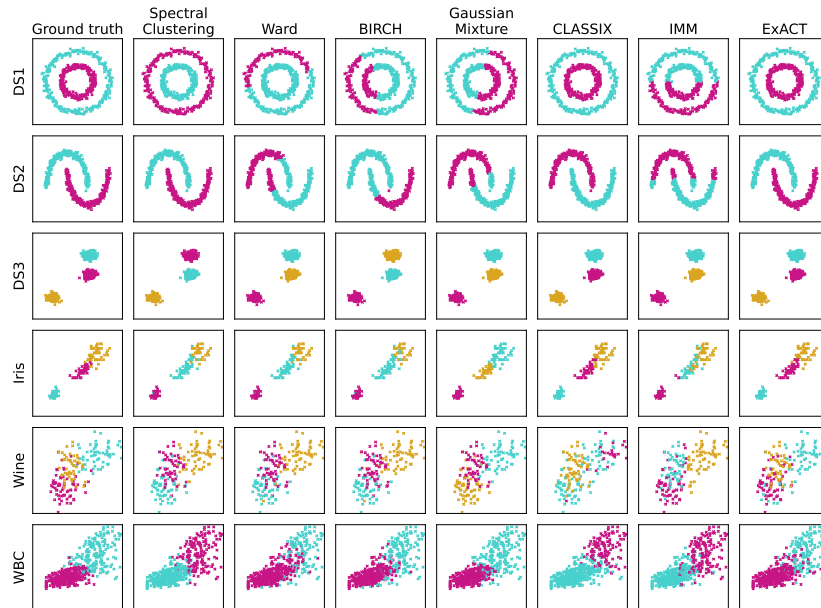 Ground truth
Spectral
Clustering
Ward
BIRCH
Gaussian
Mixture
CLASSIX
IMM
ExACT
DS1
DS2
DS3
Iris
Wine
WBC